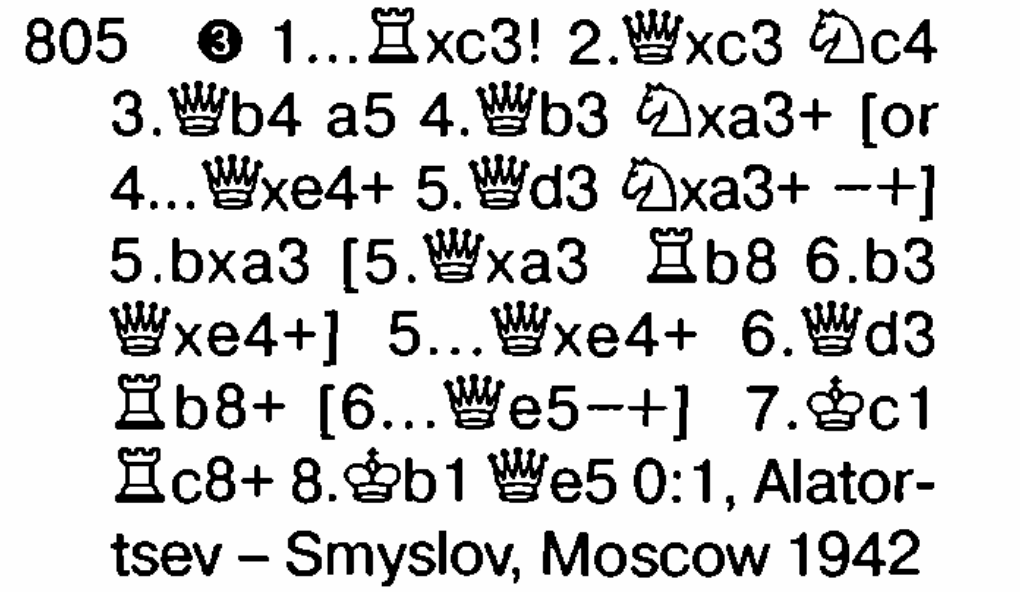 805 ❸ 1...♖xc3! 2.♕xc3 ♘c4
3.♕b4 a5 4.♕b3 ♘xa3+ [or
4...♕xe4+ 5.♕d3 ♘xa3+ −+]
5.bxa3 [5.♕xa3 ♖b8 6.b3
♕xe4+] 5...♕xe4+ 6.♕d3
♖b8+ [6...♕e5−+] 7.♔c1
♖c8+ 8.♔b1 ♕e5 0:1, Alator-
tsev – Smyslov, Moscow 1942